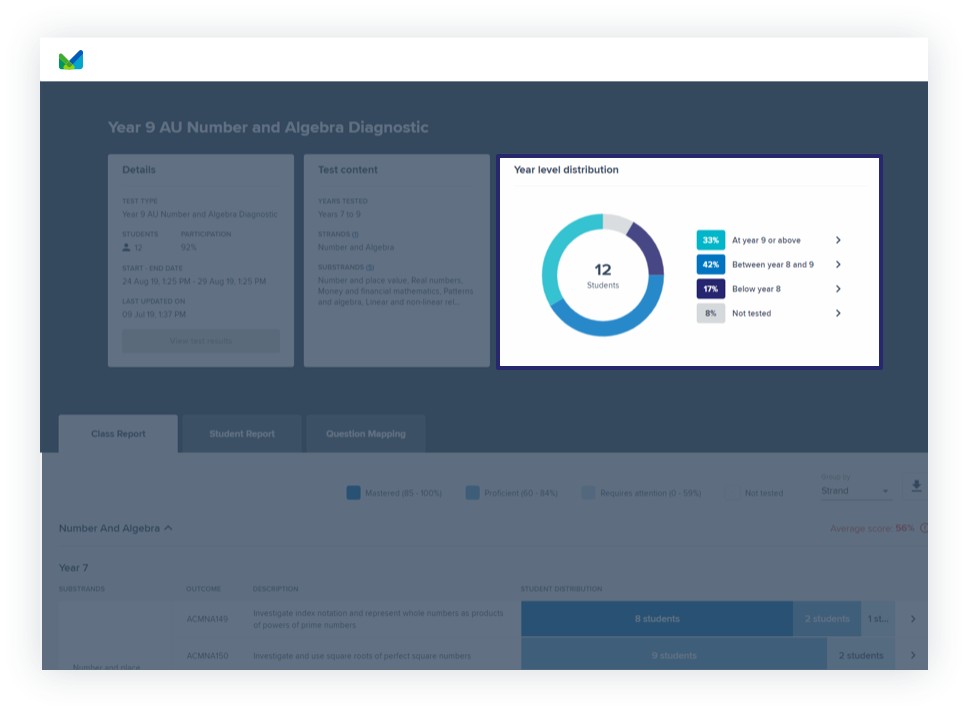 Year 9 AU Number and Algebra Diagnostic
Details
TEST TYPE
Year 9 AU Number and Algebra Diagnostic
STUDENTS PARTICIPATION
12 92%
START - END DATE
24 Aug 19, 1:25 PM - 29 Aug 19, 1:25 PM
LAST UPDATED ON
09 Jul 19, 1:37 PM
View test results
Test content
YEARS TESTED
Years 7 to 9
STRANDS (1)
Number and Algebra
SUBSTRANDS
Number and place value, Real numbers,
Money and financial mathematics, Patterns
and algebra, Linear and non-linear rel...
Year level distribution
12
Students
33% At year 9 or above
42% Between year 8 and 9
17% Below year 8
8% Not tested
Class Report
Student Report
Question Mapping
Mastered (85 - 100%)
Proficient (60 - 84%)
Requires attention (0 - 59%)
Not tested
Group by
Strand
Number And Algebra
Average score: 56%
Year 7
SUBSTRANDS OUTCOME DESCRIPTION STUDENT DISTRIBUTION
ACMNA149
Investigate index notation and represent whole numbers as products
of powers of prime numbers
8 students 2 students 1 st...
ACMNA150 Investigate and use square roots of perfect square numbers 9 students 2 students
Number and place